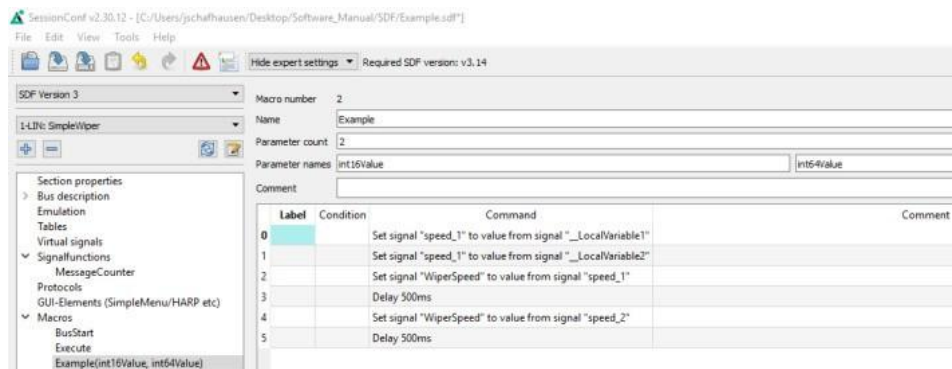 SessionConf v2.30.12 - [C:/Users/jschafhausen/Desktop/Software_Manual/SDF/Example.sdf*]
File Edit View Tools Help
Hide expert settings Required SDF version: v3.14
SDF Version 3
1-LIN: SimpleWiper
Section properties
Bus description
Emulation
Tables
Virtual signals
Signalfunctions
MessageCounter
Protocols
GUI-Elements (SimpleMenu/HARP etc)
Macros
BusStart
Execute
Example(int16Value, int64Value)
Macro number 2
Name Example
Parameter count 2
Parameter names int16Value int64Value
Comment
Label Condition Command Comment
0 Set signal "speed_1" to value from signal "__LocalVariable1"
1 Set signal "speed_1" to value from signal "__LocalVariable2"
2 Set signal "WiperSpeed" to value from signal "speed_1"
3 Delay 500ms
4 Set signal "WiperSpeed" to value from signal "speed_2"
5 Delay 500ms